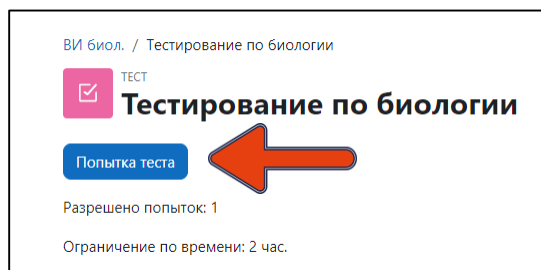 ВИ биол. / Тестирование по биологии
ТЕСТ
Тестирование по биологии
Попытка теста
Разрешено попыток: 1
Ограничение по времени: 2 час.